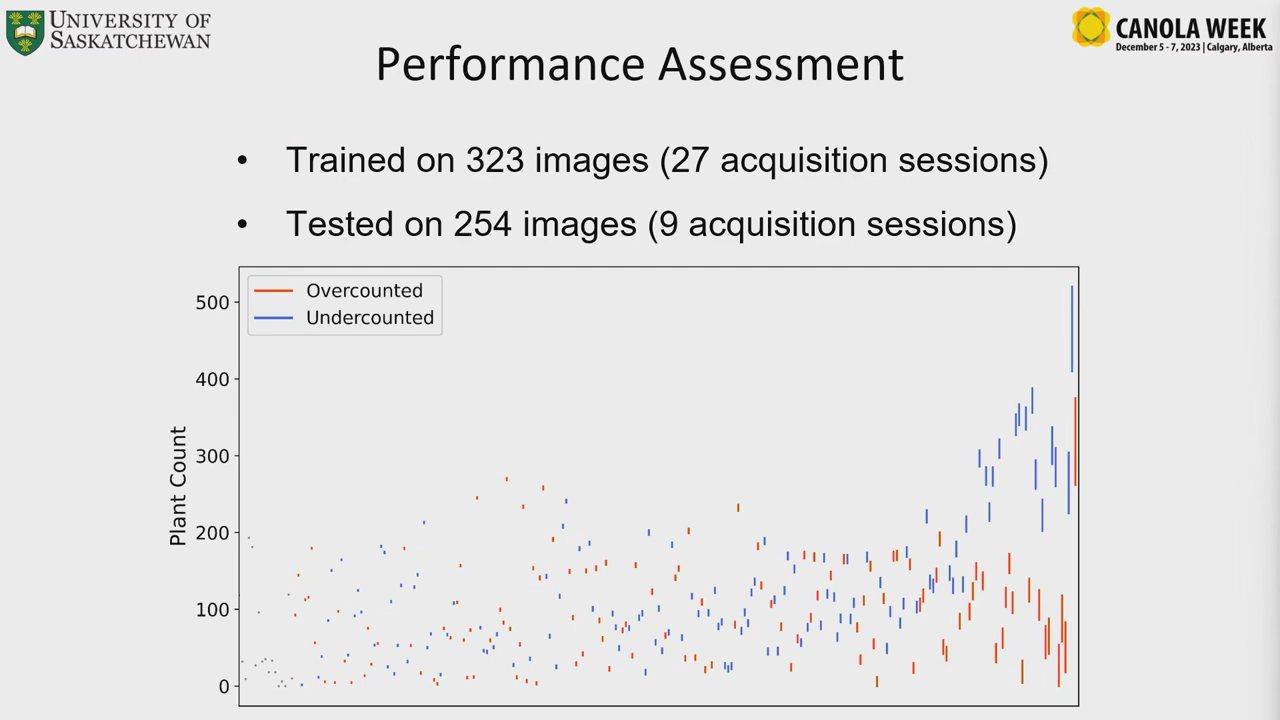 UNIVERSITY OF
SASKATCHEWAN
CANOLA WEEK
December 5 - 7, 2023 | Calgary, Alberta
Performance Assessment
• Trained on 323 images (27 acquisition sessions)
• Tested on 254 images (9 acquisition sessions)
Overcounted
Undercounted
500
400
300
200
100
0
Plant Count